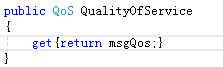 public QoS QualityOfService
{
get{return msgQos;}
}